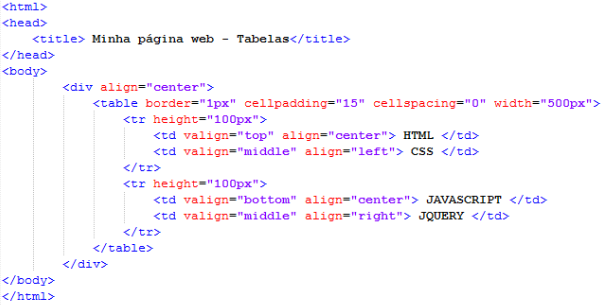 <html>
<head>
<title> Minha página web - Tabelas</title>
</head>
<body>
<div align="center">
<table border="1px" cellpadding="15" cellspacing="0" width="500px">
<tr height="100px">
<td valign="top" align="center"> HTML </td>
<td valign="middle" align="left"> CSS </td>
</tr>
<tr height="100px">
<td valign="bottom" align="center"> JAVASCRIPT </td>
<td valign="middle" align="right"> JQUERY </td>
</tr>
</table>
</div>
</body>
</html>